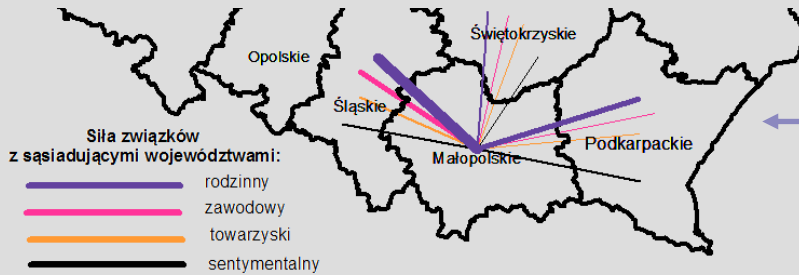 Świętokrzyskie
Opolskie
Śląskie
Siła związków
z sąsiadującymi województwami:
Małopolskie
Podkarpackie
rodzinny
zawodowy
towarzyski
sentymentalny